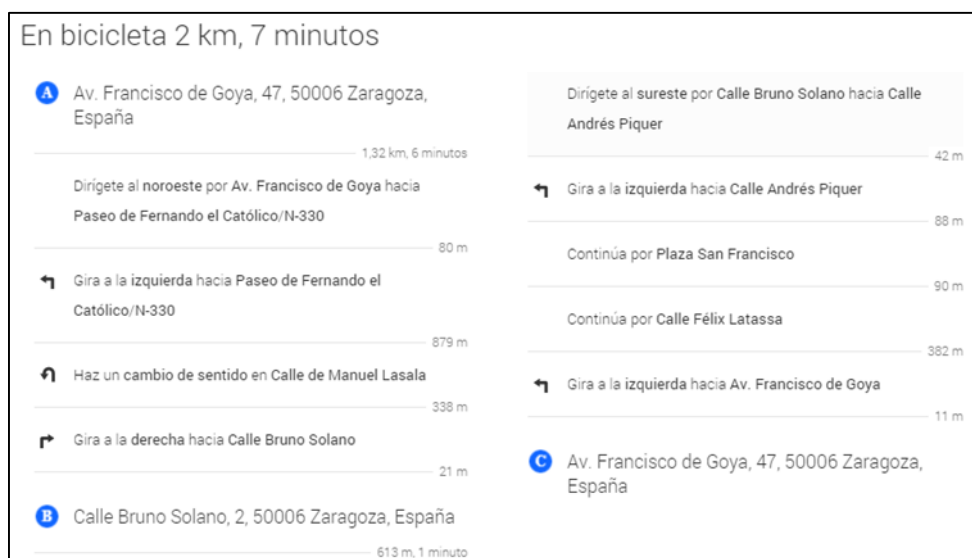 En bicicleta 2 km, 7 minutos
A Av. Francisco de Goya, 47, 50006 Zaragoza,
España
1,32 km, 6 minutos
Dirígete al noroeste por Av. Francisco de Goya hacia
Paseo de Fernando el Católico/N-330
80 m
Gira a la izquierda hacia Paseo de Fernando el
Católico/N-330
879 m
Haz un cambio de sentido en Calle de Manuel Lasala
338 m
Gira a la derecha hacia Calle Bruno Solano
21 m
B Calle Bruno Solano, 2, 50006 Zaragoza, España
613 m, 1 minuto
Dirígete al sureste por Calle Bruno Solano hacia Calle
Andrés Piquer
42 m
Gira a la izquierda hacia Calle Andrés Piquer
88 m
Continúa por Plaza San Francisco
90 m
Continúa por Calle Félix Latassa
382 m
Gira a la izquierda hacia Av. Francisco de Goya
11 m
C Av. Francisco de Goya, 47, 50006 Zaragoza,
España